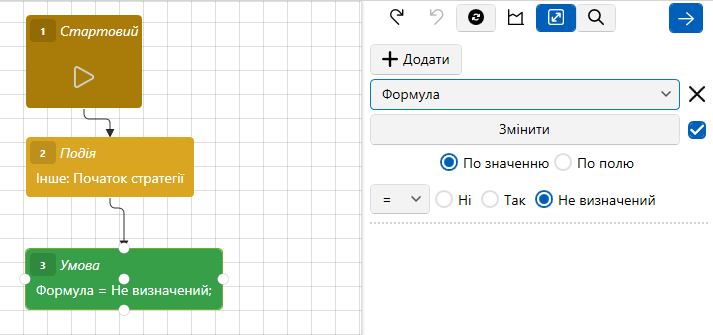 1 Стартовий
2 Подія
Інше: Початок стратегії
3 Умова
Формула = Не визначений;
Додати
Формула
Змінити
По значенню По полю
= Ні Так Не визначений